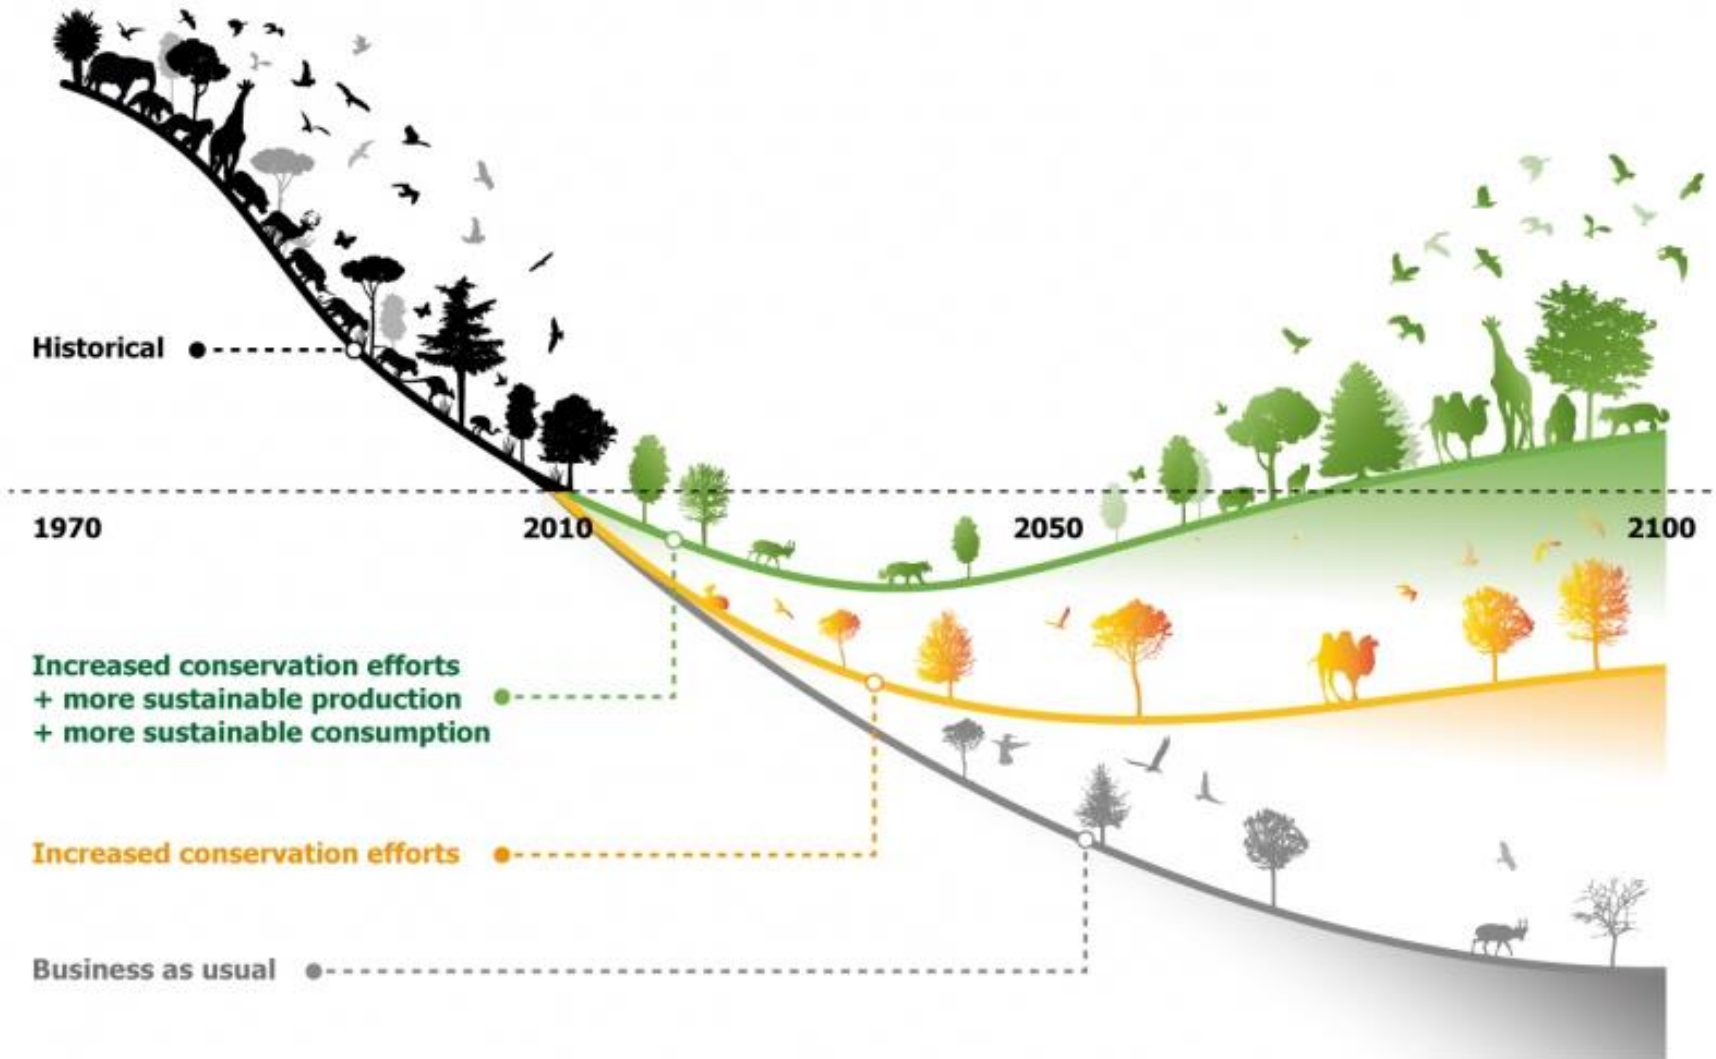 Historical
1970 2010 2050 2100
Increased conservation efforts
+ more sustainable production
+ more sustainable consumption
Increased conservation efforts
Business as usual